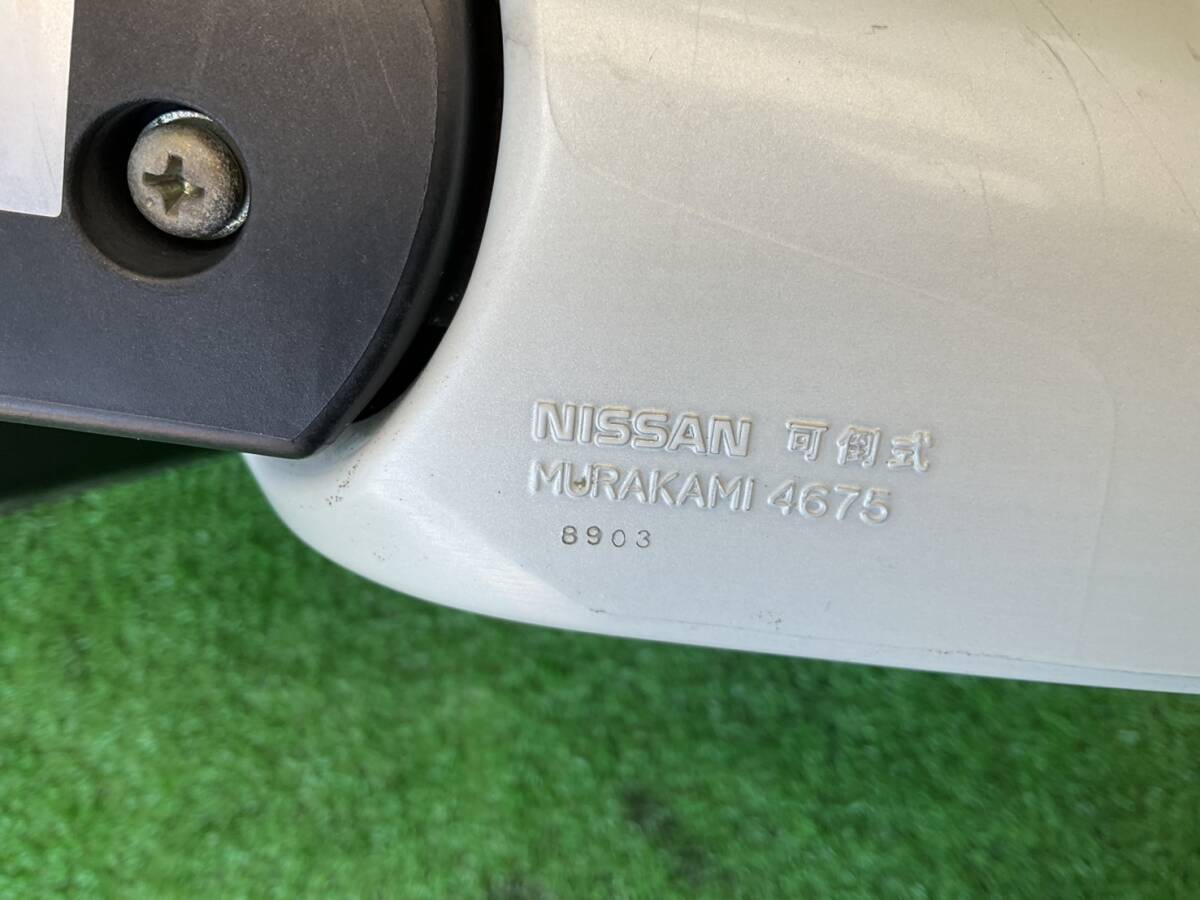 NISSAN 可倒式
MURAKAMI 4675
8903